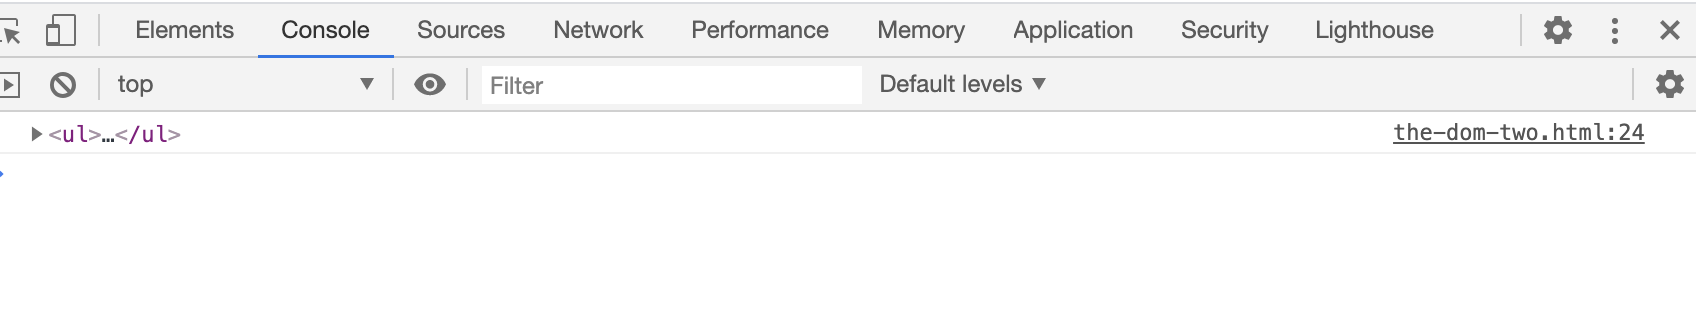 Elements Console Sources Network Performance Memory Application Security Lighthouse
top Filter Default levels
<ul>…</ul> the-dom-two.html:24